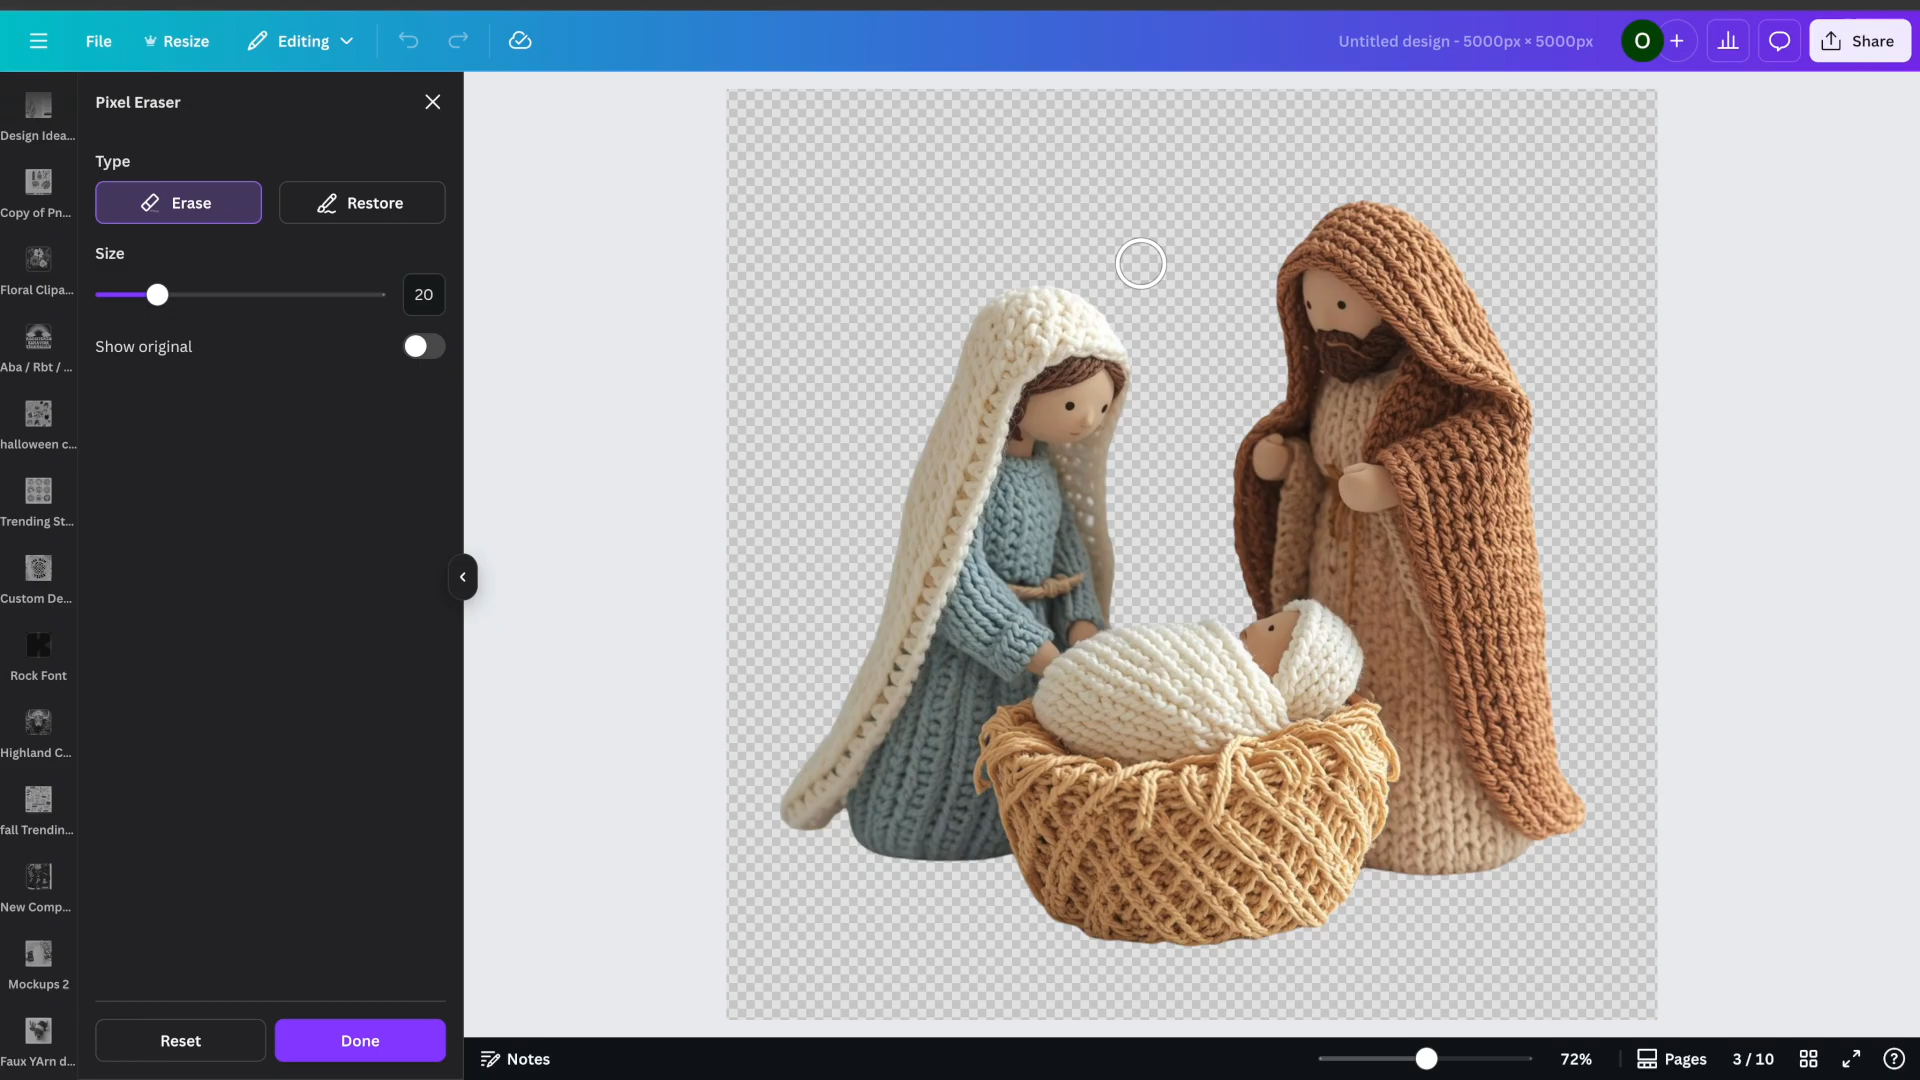 File
Resize
Editing
Untitled design - 5000px × 5000px
O
Share
Pixel Eraser
Type
Erase
Restore
Size
20
Show original
Design Idea...
Copy of Pn...
Floral Clipa...
Aba / Rbt / ...
halloween c...
Trending St...
Custom De...
Rock Font
Highland C...
fall Trendin...
New Comp...
Mockups 2
Faux YArn d...
Reset
Done
Notes
72%
Pages
3 / 10